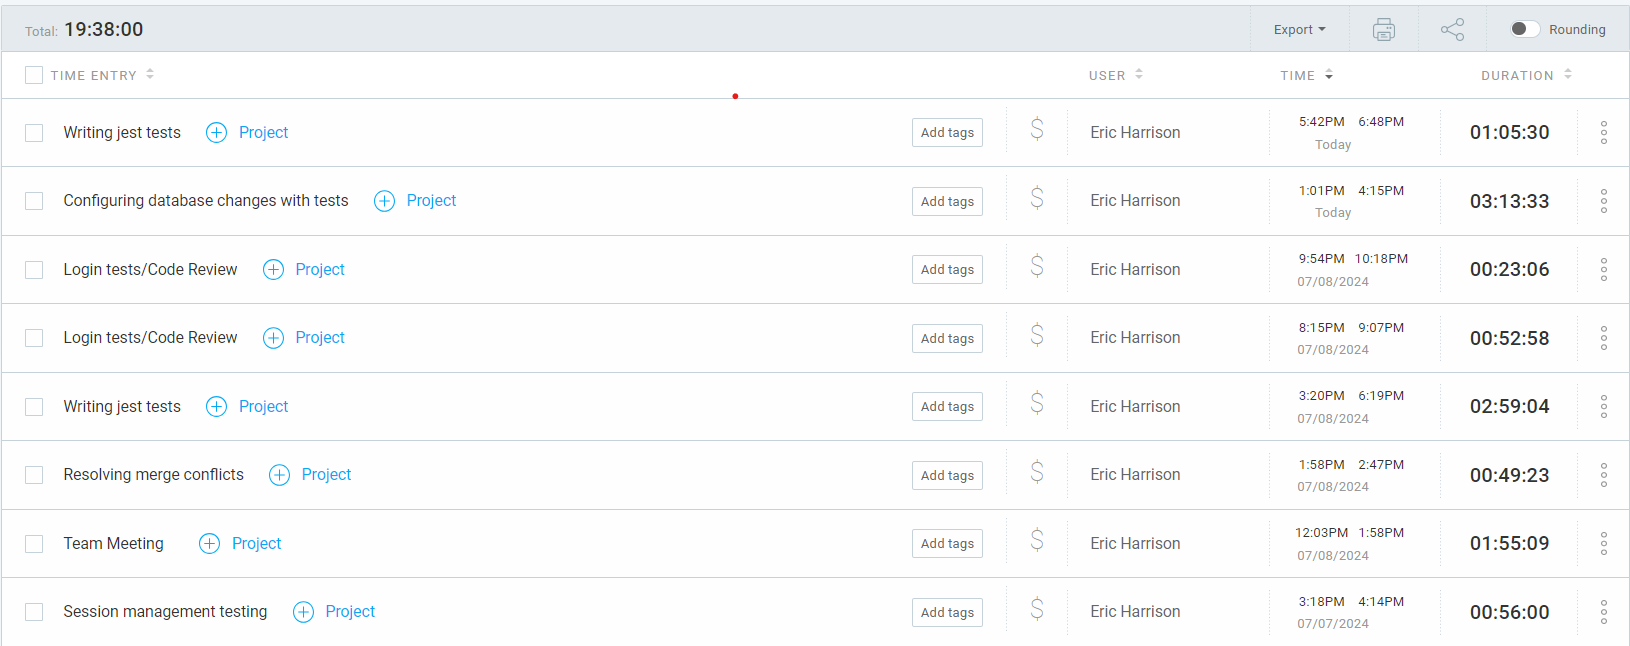 Total: 19:38:00 Export Rounding
TIME ENTRY USER TIME DURATION
Writing jest tests Project Add tags $ Eric Harrison 5:42PM 6:48PM 01:05:30
Today
Configuring database changes with tests Project Add tags $ Eric Harrison 1:01PM 4:15PM 03:13:33
Today
Login tests/Code Review Project Add tags $ Eric Harrison 9:54PM 10:18PM 00:23:06
07/08/2024
Login tests/Code Review Project Add tags $ Eric Harrison 8:15PM 9:07PM 00:52:58
07/08/2024
Writing jest tests Project Add tags $ Eric Harrison 3:20PM 6:19PM 02:59:04
07/08/2024
Resolving merge conflicts Project Add tags $ Eric Harrison 1:58PM 2:47PM 00:49:23
07/08/2024
Team Meeting Project Add tags $ Eric Harrison 12:03PM 1:58PM 01:55:09
07/08/2024
Session management testing Project Add tags $ Eric Harrison 3:18PM 4:14PM 00:56:00
07/07/2024